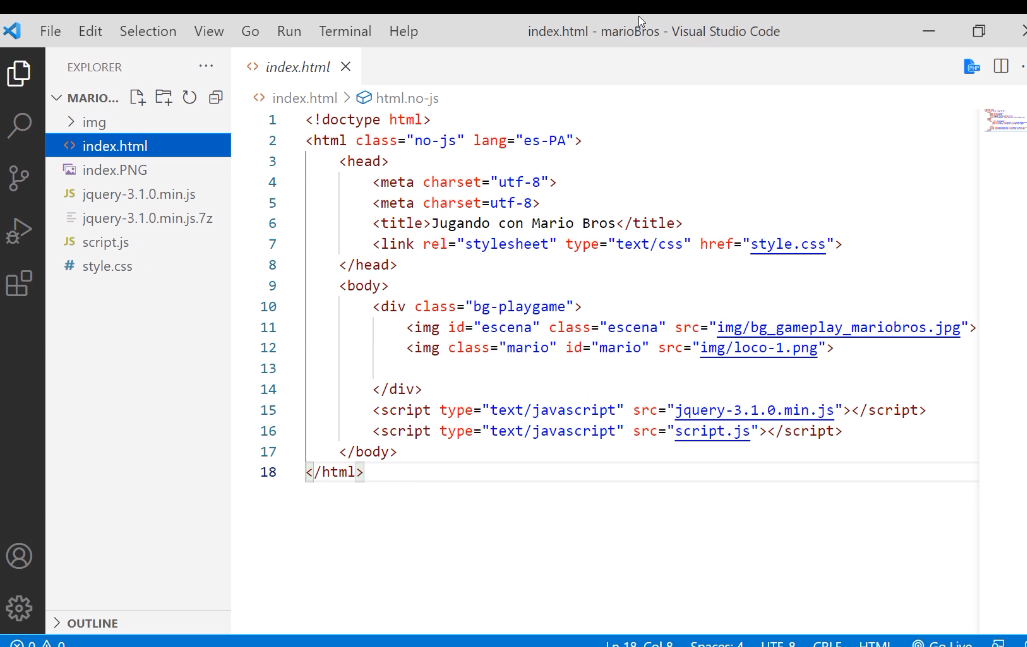 File Edit Selection View Go Run Terminal Help index.html - marioBros - Visual Studio Code
EXPLORER ···
MARIO...
img
index.html
index.PNG
JS jquery-3.1.0.min.js
jquery-3.1.0.min.js.7z
JS script.js
# style.css
OUTLINE
<> index.html ×
PHP
<> index.html > html.no-js
1 <!doctype html>
2 <html class="no-js" lang="es-PA">
3 <head>
4 <meta charset="utf-8">
5 <meta charset=utf-8>
6 <title>Jugando con Mario Bros</title>
7 <link rel="stylesheet" type="text/css" href="style.css">
8 </head>
9 <body>
10 <div class="bg-playgame">
11 <img id="escena" class="escena" src="img/bg_gameplay_mariobros.jpg">
12 <img class="mario" id="mario" src="img/loco-1.png">
13
14 </div>
15 <script type="text/javascript" src="jquery-3.1.0.min.js"></script>
16 <script type="text/javascript" src="script.js"></script>
17 </body>
18 </html>
0 0 Ln 18, Col 8 Spaces: 4 UTF-8 CRLF HTML Go Live